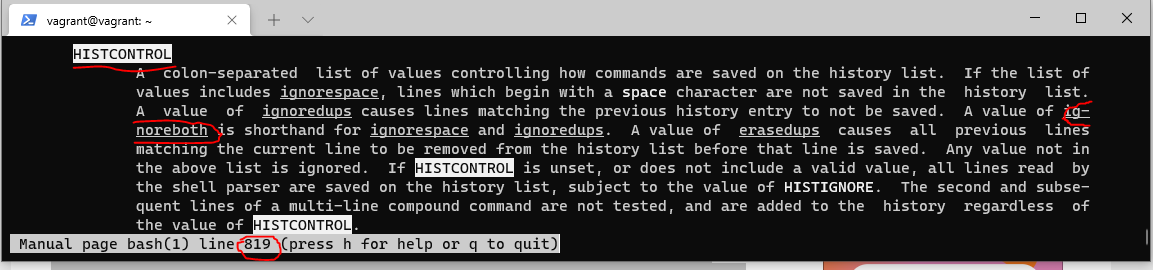 vagrant@vagrant: ~
HISTCONTROL
A colon-separated list of values controlling how commands are saved on the history list. If the list of
values includes ignorespace, lines which begin with a space character are not saved in the history list.
A value of ignoredups causes lines matching the previous history entry to not be saved. A value of ig-
noreboth is shorthand for ignorespace and ignoredups. A value of erasedups causes all previous lines
matching the current line to be removed from the history list before that line is saved. Any value not in
the above list is ignored. If HISTCONTROL is unset, or does not include a valid value, all lines read by
the shell parser are saved on the history list, subject to the value of HISTIGNORE. The second and subse-
quent lines of a multi-line compound command are not tested, and are added to the history regardless of
the value of HISTCONTROL.
Manual page bash(1) line 819 (press h for help or q to quit)